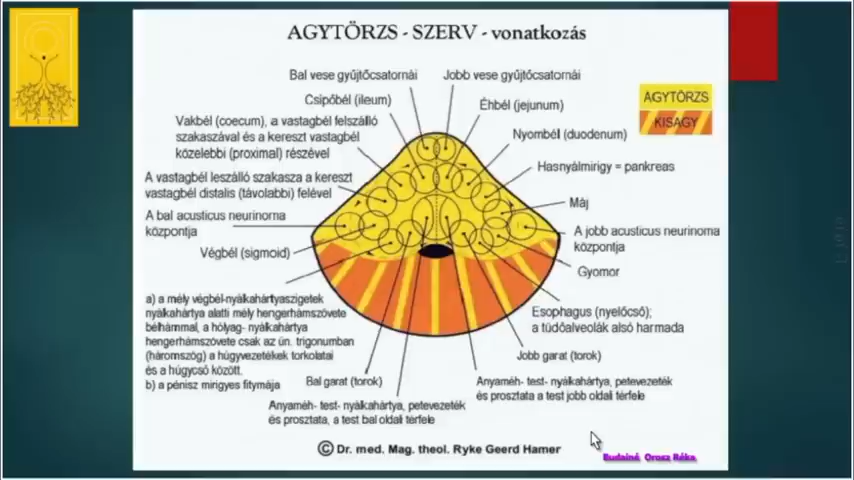 AGYTÖRZS - SZERV - vonatkozás
Bal vese gyűjtőcsatornái
Jobb vese gyűjtőcsatornái
Csípőbél (ileum)
Éhbél (jejunum)
AGYTÖRZS
KISAGY
Vakbél (coecum), a vastagbél felszálló
szakaszával és a kereszt vastagbél
közelebbi (proximal) részével
Nyombél (duodenum)
Hasnyálmirigy = pankreas
A vastagbél leszálló szakasza a kereszt
vastagbél distalis (távolabbi) felével
Máj
A bal acusticus neurinoma
központja
A jobb acusticus neurinoma
központja
Végbél (sigmoid)
Gyomor
a) a mély végbél-nyálkahártyaszigetek
nyálkahártya alatti mély hengerhámszövete
bélhámmal, a hólyag- nyálkahártya
hengerhámszövete csak az ún. trigonumban
(háromszög) a húgyvezetékek torkolatai
és a húgycső között.
b) a pénisz mirigyes fitymája
Esophagus (nyelőcső);
a tüdőalveolák alsó harmada
Jobb garat (torok)
Bal garat (torok)
Anyaméh- test- nyálkahártya, petevezeték
és prosztata a test jobb oldali térfele
Anyaméh- test- nyálkahártya, petevezeték
és prosztata, a test bal oldali térfele
© Dr. med. Mag. theol. Ryke Geerd Hamer
Budainé Orosz Réka